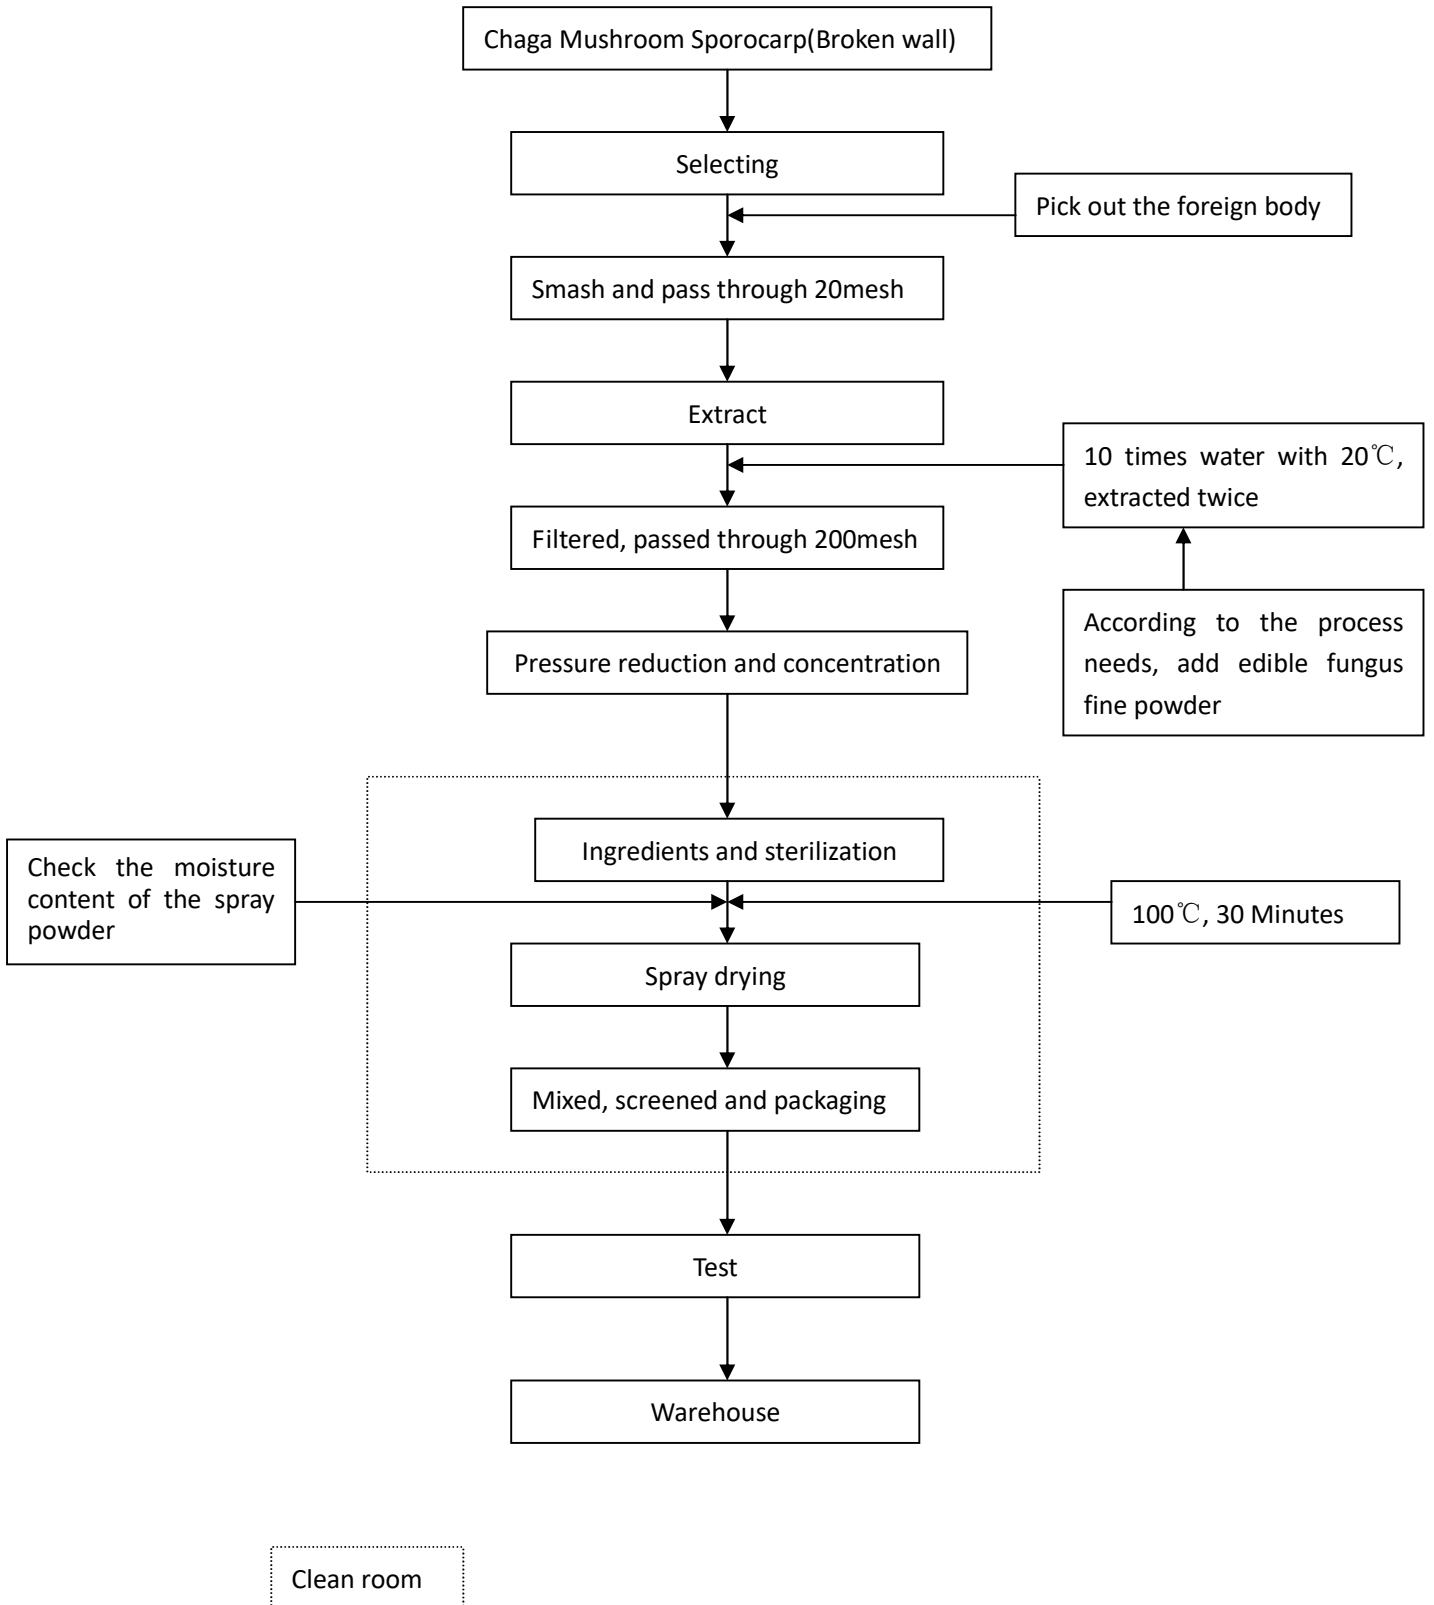 Chaga Mushroom Sporocarp(Broken wall)
Selecting
Pick out the foreign body
Smash and pass through 20mesh
Extract
10 times water with 20℃,
extracted twice
Filtered, passed through 200mesh
According to the process
needs, add edible fungus
fine powder
Pressure reduction and concentration
Ingredients and sterilization
Check the moisture
content of the spray
powder
100℃, 30 Minutes
Spray drying
Mixed, screened and packaging
Test
Warehouse
Clean room